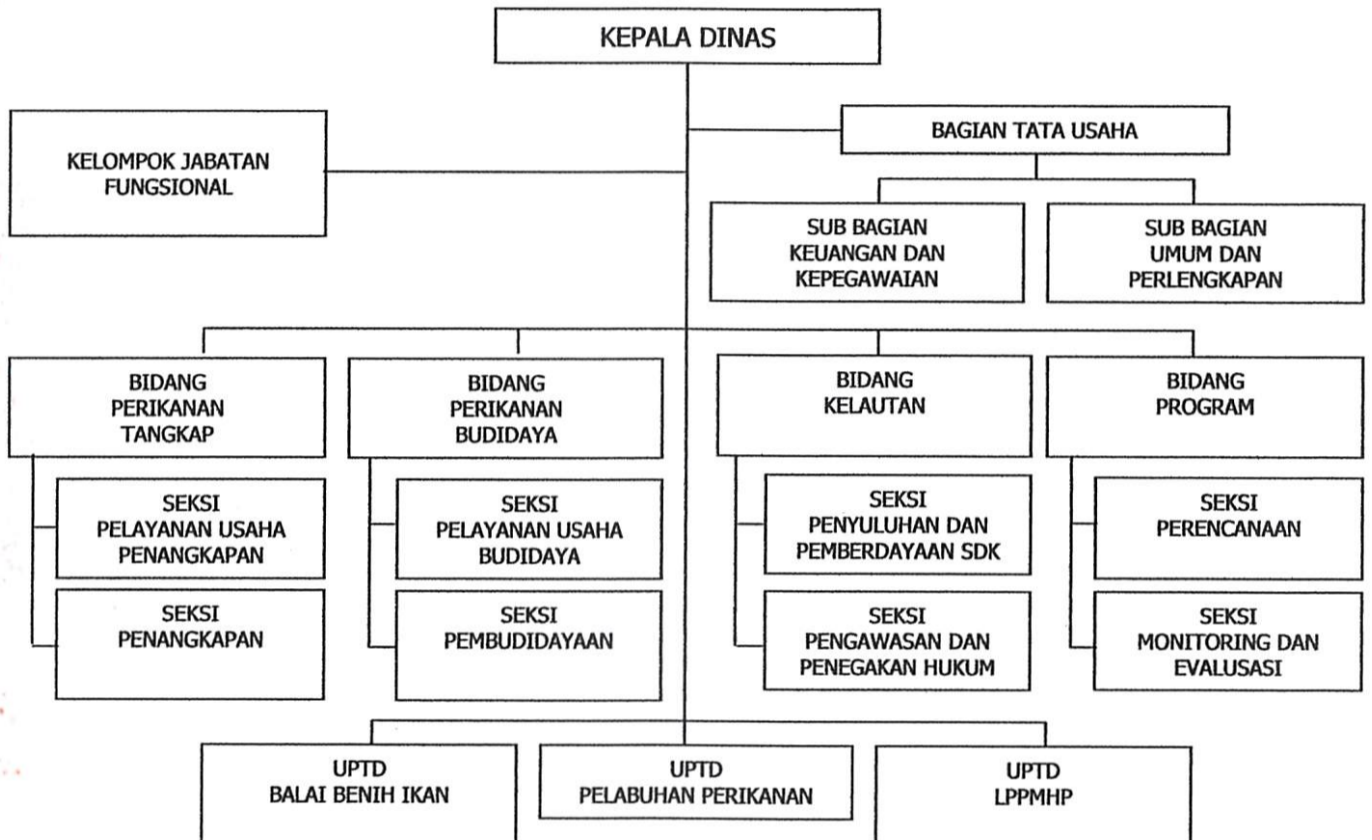 KEPALA DINAS
BAGIAN TATA USAHA
KELOMPOK JABATAN
FUNGSIONAL
SUB BAGIAN
KEUANGAN DAN
KEPEGAWAIAN
SUB BAGIAN
UMUM DAN
PERLENGKAPAN
BIDANG
PERIKANAN
TANGKAP
BIDANG
PERIKANAN
BUDIDAYA
BIDANG
KELAUTAN
BIDANG
PROGRAM
SEKSI
PELAYANAN USAHA
PENANGKAPAN
SEKSI
PELAYANAN USAHA
BUDIDAYA
SEKSI
PENYULUHAN DAN
PEMBERDAYAAN SDK
SEKSI
PERENCANAAN
SEKSI
PENANGKAPAN
SEKSI
PEMBUDIDAYAAN
SEKSI
PENGAWASAN DAN
PENEGAKAN HUKUM
SEKSI
MONITORING DAN
EVALUSASI
UPTD
BALAI BENIH IKAN
UPTD
PELABUHAN PERIKANAN
UPTD
LPPMHP